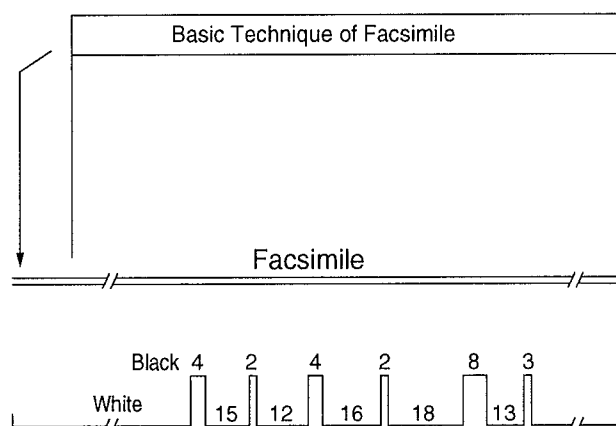 Basic Technique of Facsimile
Facsimile
Black 4 2 4 2 8 3
White 15 12 16 18 13